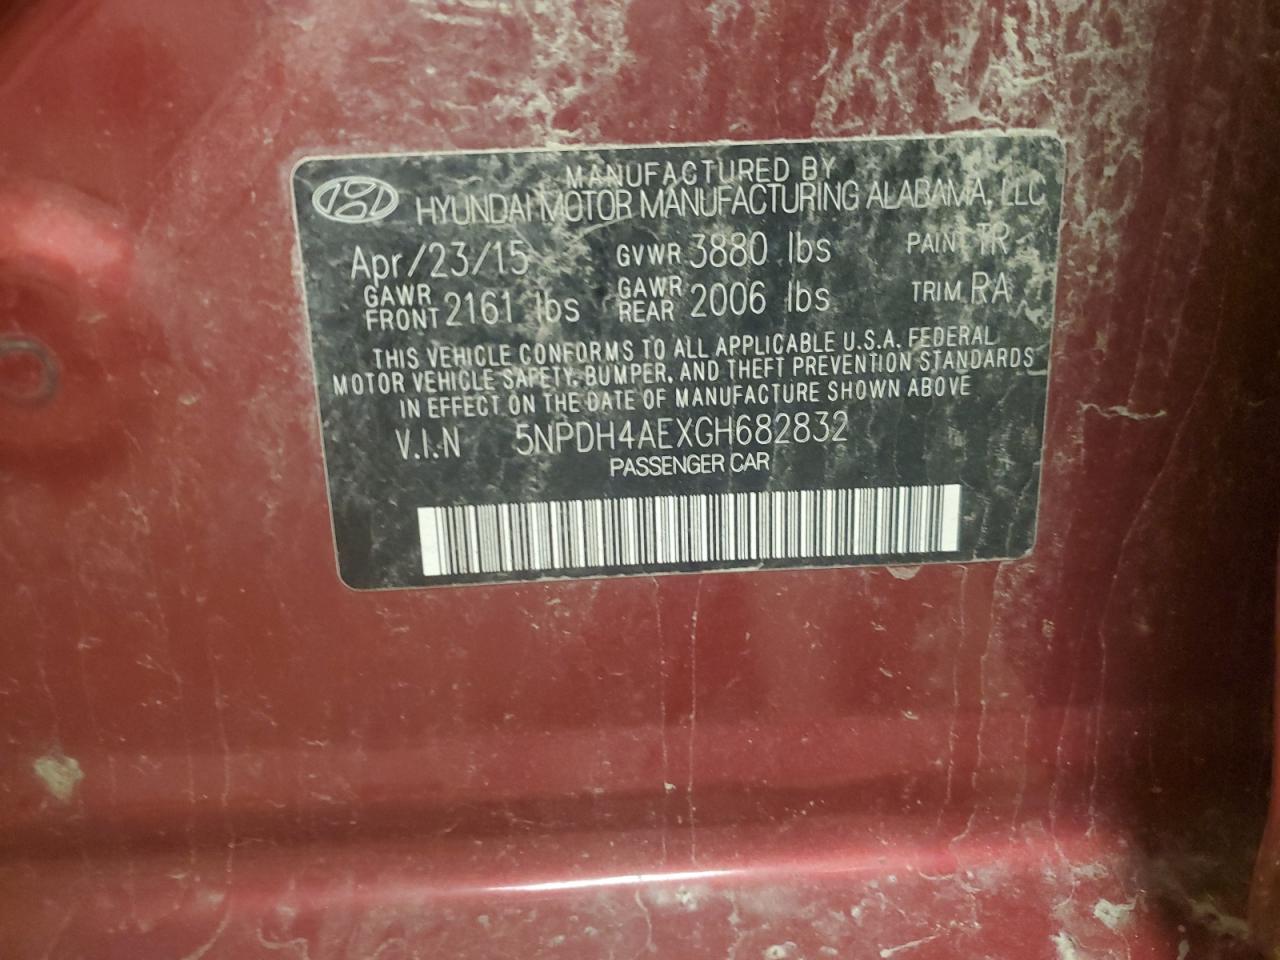 MANUFACTURED BY
HYUNDAI MOTOR MANUFACTURING ALABAMA, LLC
Apr/23/15 GVWR 3880 lbs PAINT TR
GAWR FRONT 2161 lbs GAWR REAR 2006 lbs TRIM RA
THIS VEHICLE CONFORMS TO ALL APPLICABLE U.S.A. FEDERAL
MOTOR VEHICLE SAFETY, BUMPER, AND THEFT PREVENTION STANDARDS
IN EFFECT ON THE DATE OF MANUFACTURE SHOWN ABOVE
V.I.N 5NPDH4AEXGH682832
PASSENGER CAR